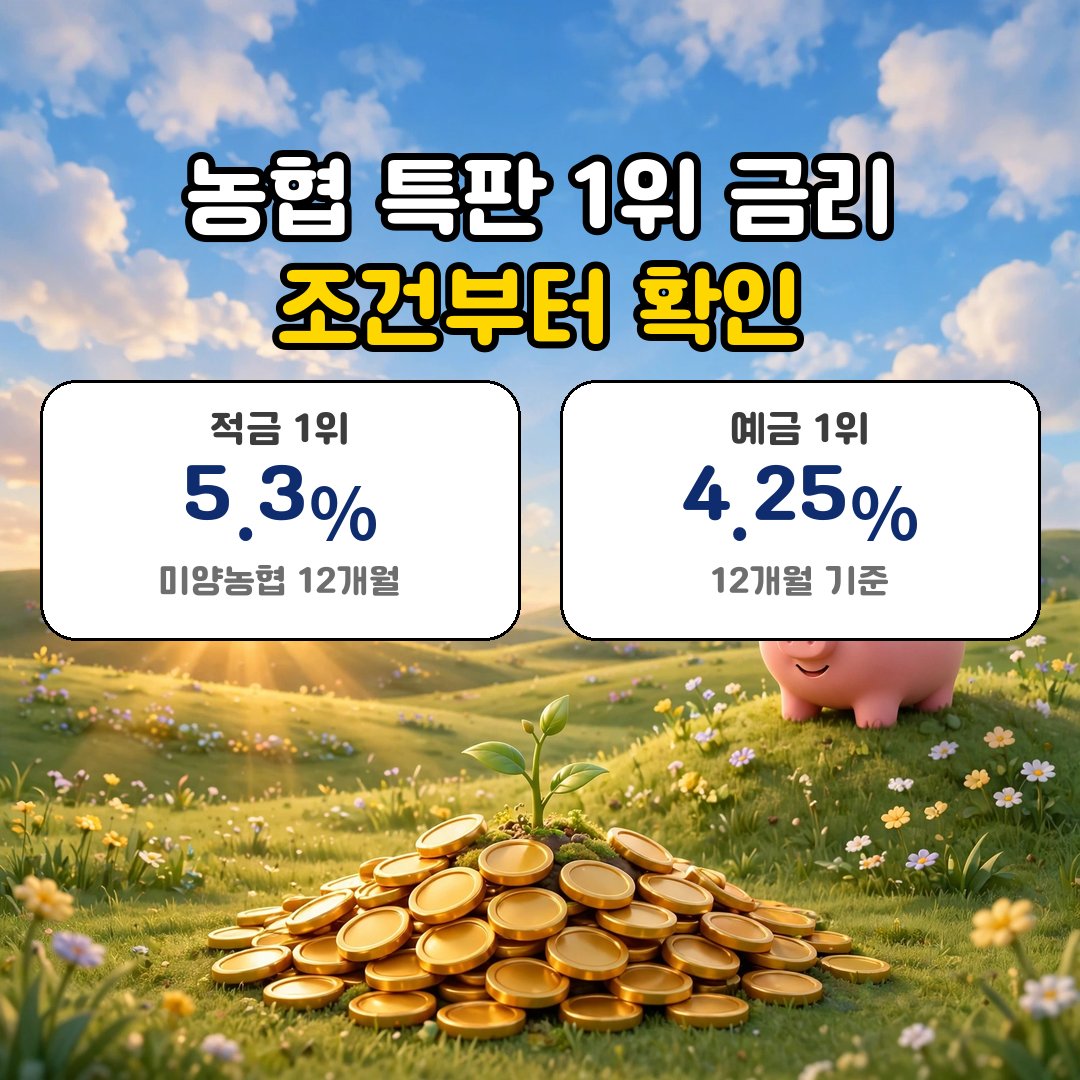 농협 특판 1위 금리
조건부터 확인
적금 1위
5.3%
미양농협 12개월
예금 1위
4.25%
12개월 기준